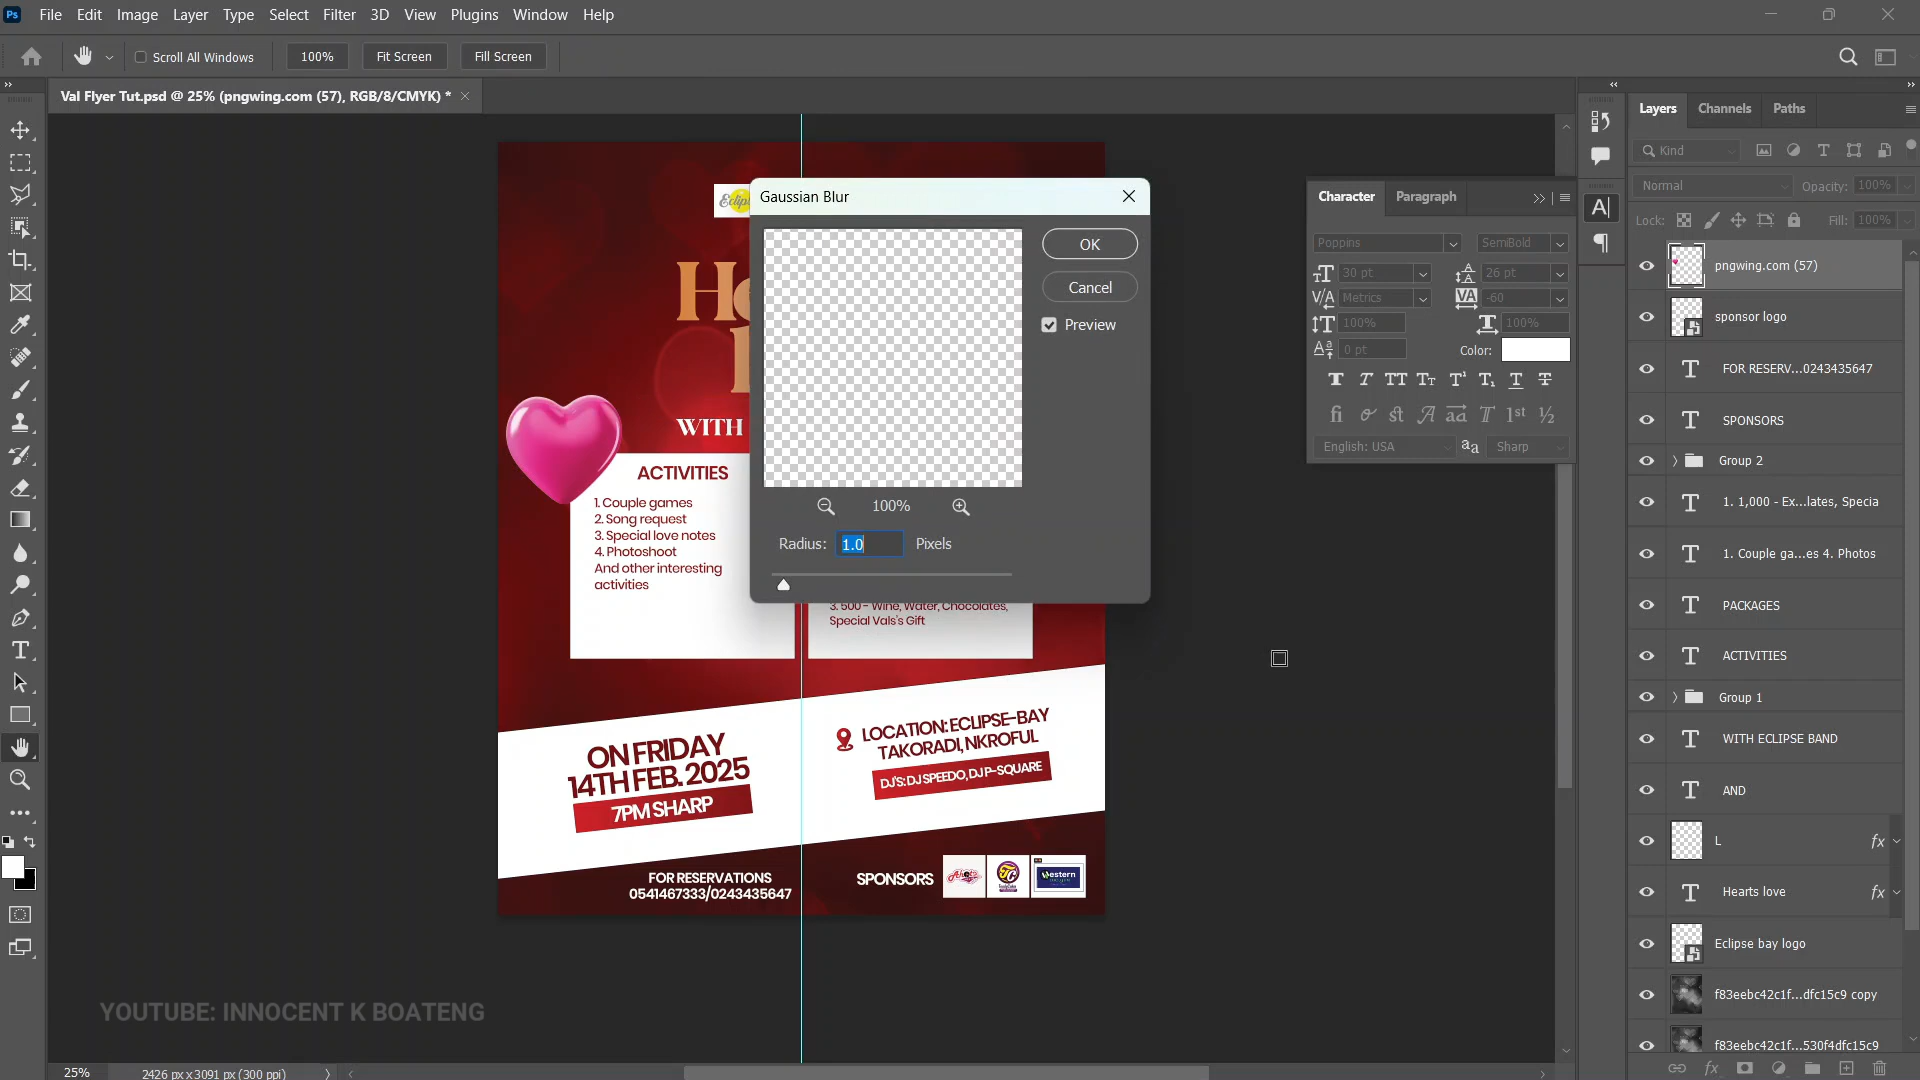 Ps File Edit Image Layer Type Select Filter 3D View Plugins Window Help
Scroll All Windows 100% Fit Screen Fill Screen
Val Flyer Tut.psd @ 25% (pngwing.com (57), RGB/8/CMYK) *
Gaussian Blur
OK
Cancel
Preview
100%
Radius: 1.0 Pixels
WITH
ACTIVITIES
1. Couple games
2. Song request
3. Special love notes
4. Photoshoot
And other interesting
activities
3. 500 - Wine, Water, Chocolates,
Special Vals's Gift
ON FRIDAY
14TH FEB. 2025
7PM SHARP
LOCATION: ECLIPSE-BAY
TAKORADI, NKROFUL
DJ'S: DJ SPEEDO, DJ P-SQUARE
FOR RESERVATIONS
0541467333/0243435647
SPONSORS
Western
YOUTUBE: INNOCENT K BOATENG
25% 2426 px x 3091 px (300 ppi)
Character Paragraph
Poppins SemiBold
30 pt 26 pt
Metrics -60
100% 100%
0 pt Color:
English: USA Sharp
Layers Channels Paths
Kind
Normal Opacity: 100%
Lock: Fill: 100%
pngwing.com (57)
sponsor logo
FOR RESERV...0243435647
SPONSORS
Group 2
1. 1,000 - Ex...lates, Specia
1. Couple ga...es 4. Photos
PACKAGES
ACTIVITIES
Group 1
WITH ECLIPSE BAND
AND
L fx
Hearts love fx
Eclipse bay logo
f83eebc42c1f...dfc15c9 copy
f83eebc42c1f...530f4dfc15c9